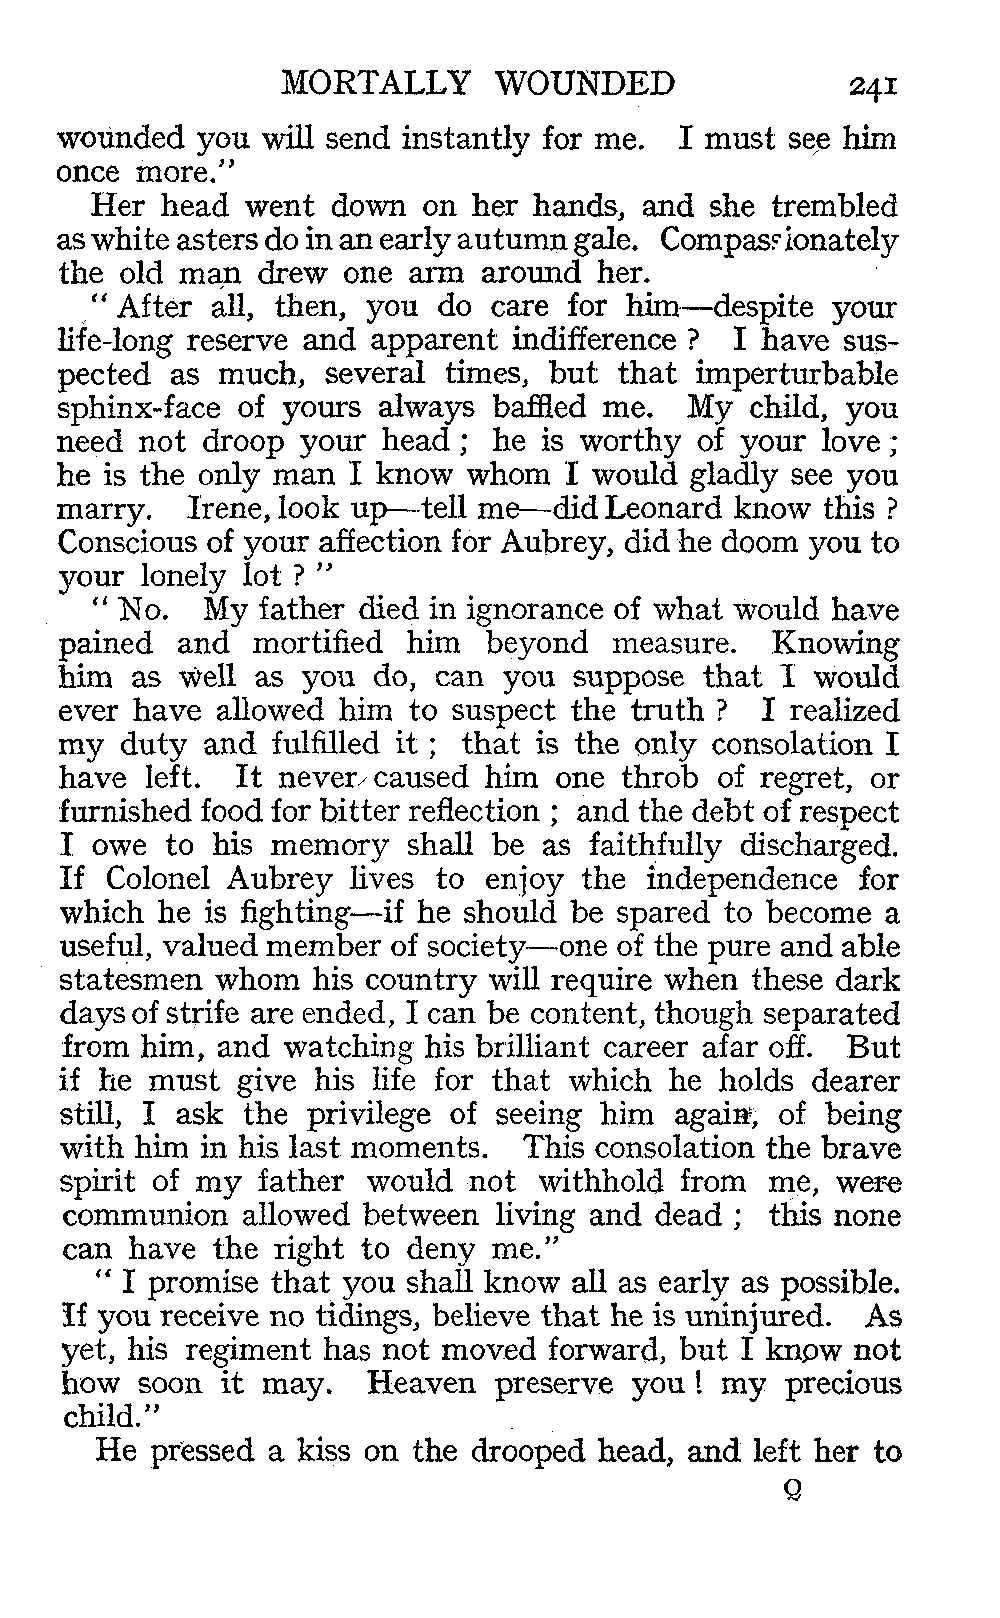 MORTALLY WOUNDED 241
wounded you will send instantly for me. I must see him
once more."
Her head went down on her hands, and she trembled
as white asters do in an early autumn gale. Compassionately
the old man drew one arm around her.
" After all, then, you do care for him—despite your
life-long reserve and apparent indifference ? I have sus-
pected as much, several times, but that imperturbable
sphinx-face of yours always baffled me. My child, you
need not droop your head ; he is worthy of your love ;
he is the only man I know whom I would gladly see you
marry. Irene, look up—tell me—did Leonard know this ?
Conscious of your affection for Aubrey, did he doom you to
your lonely lot ? "
" No. My father died in ignorance of what would have
pained and mortified him beyond measure. Knowing
him as well as you do, can you suppose that I would
ever have allowed him to suspect the truth ? I realized
my duty and fulfilled it ; that is the only consolation I
have left. It never caused him one throb of regret, or
furnished food for bitter reflection ; and the debt of respect
I owe to his memory shall be as faithfully discharged.
If Colonel Aubrey lives to enjoy the independence for
which he is fighting—if he should be spared to become a
useful, valued member of society—one of the pure and able
statesmen whom his country will require when these dark
days of strife are ended, I can be content, though separated
from him, and watching his brilliant career afar off. But
if he must give his life for that which he holds dearer
still, I ask the privilege of seeing him again, of being
with him in his last moments. This consolation the brave
spirit of my father would not withhold from me, were
communion allowed between living and dead ; this none
can have the right to deny me."
" I promise that you shall know all as early as possible.
If you receive no tidings, believe that he is uninjured. As
yet, his regiment has not moved forward, but I know not
how soon it may. Heaven preserve you ! my precious
child."
He pressed a kiss on the drooped head, and left her to
Q